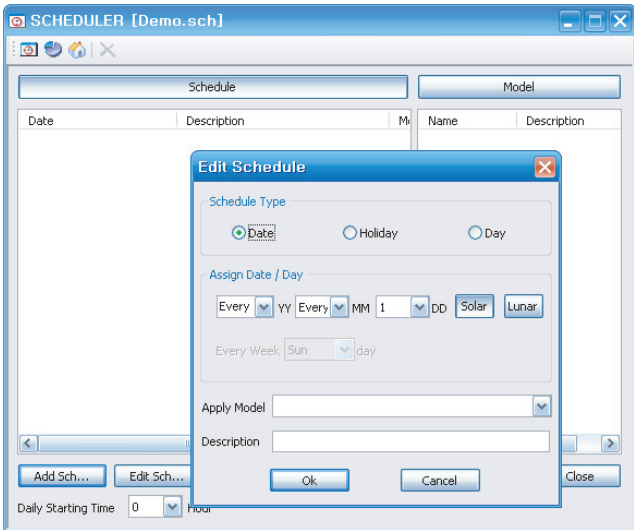 SCHEDULER [Demo.sch]
Schedule
Model
Date Description M
Name Description
Edit Schedule
Schedule Type
Date Holiday Day
Assign Date / Day
Every YY Every MM 1 DD Solar Lunar
Every Week Sun day
Apply Model
Description
Ok Cancel
Add Sch... Edit Sch... Close
Daily Starting Time 0 Hour